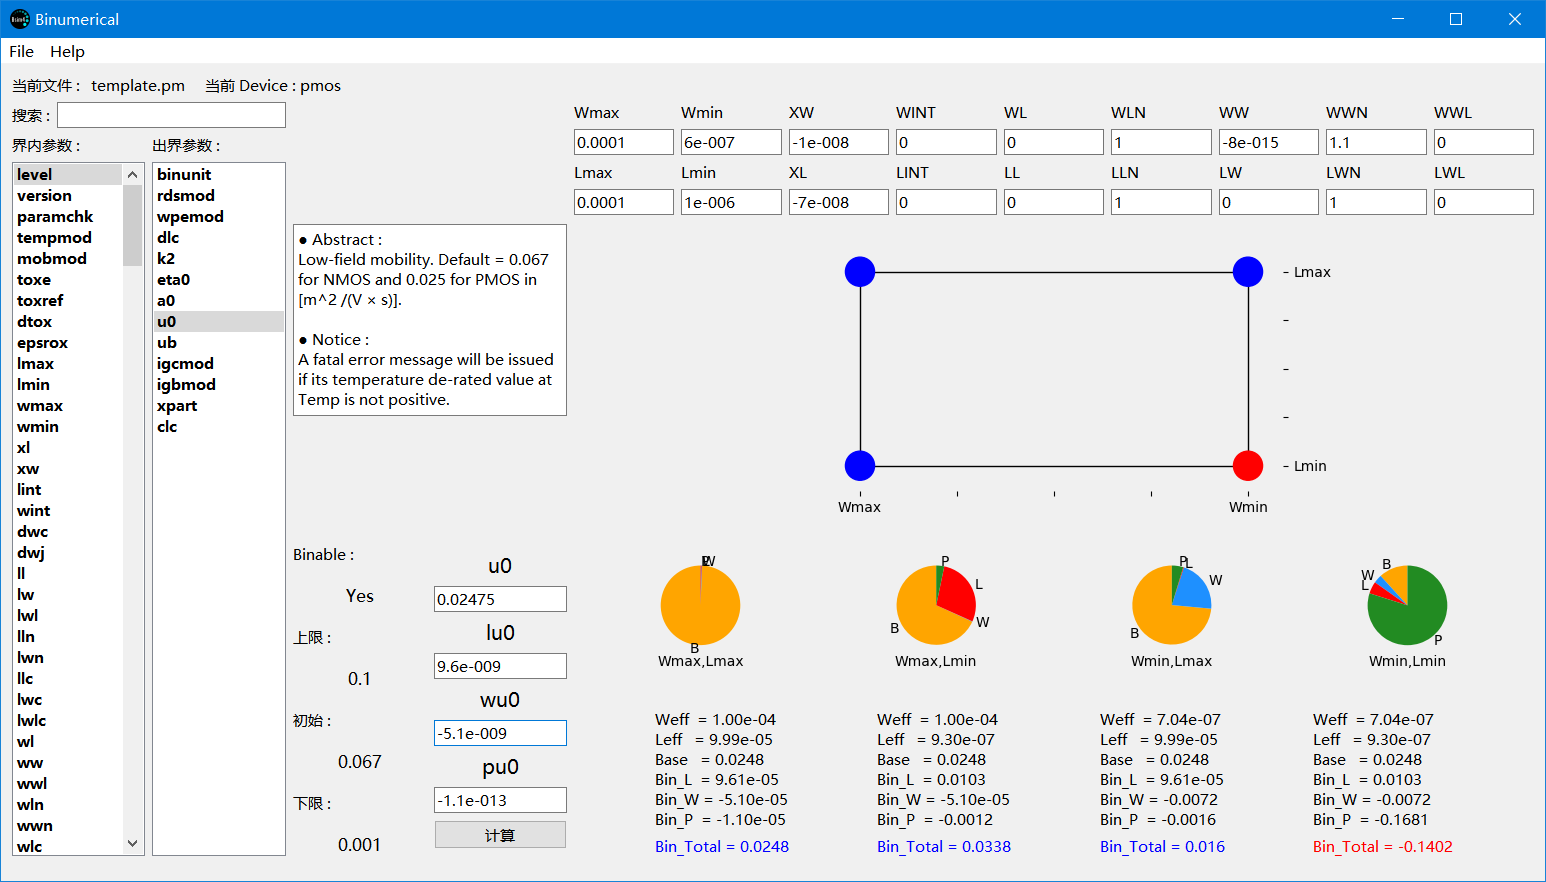 Binumerical
File Help
当前文件： template.pm 当前 Device : pmos
搜索：
界内参数： 出界参数：
level
version
paramchk
tempmod
mobmod
toxe
toxref
dtox
epsrox
lmax
lmin
wmax
wmin
xl
xw
lint
wint
dwc
dwj
ll
lw
lwl
lln
lwn
llc
lwc
lwlc
wl
ww
wwl
wln
wwn
wlc
binunit
rdsmod
wpemod
dlc
k2
eta0
a0
u0
ub
igcmod
igbmod
xpart
clc
● Abstract :
Low-field mobility. Default = 0.067
for NMOS and 0.025 for PMOS in
[m^2 /(V × s)].
● Notice :
A fatal error message will be issued
if its temperature de-rated value at
Temp is not positive.
Wmax Wmin XW WINT WL WLN WW WWN WWL
0.0001 6e-007 -1e-008 0 0 1 -8e-015 1.1 0
Lmax Lmin XL LINT LL LLN LW LWN LWL
0.0001 1e-006 -7e-008 0 0 1 0 1 0
Lmax
Lmin
Wmax Wmin
Binable :
Yes
上限：
0.1
初始：
0.067
下限：
0.001
u0
0.02475
lu0
9.6e-009
wu0
-5.1e-009
pu0
-1.1e-013
计算
W
B
Wmax,Lmax
P
L
W
B
Wmax,Lmin
P
L
W
B
Wmin,Lmax
B
W
L
P
Wmin,Lmin
Weff = 1.00e-04
Leff = 9.99e-05
Base = 0.0248
Bin_L = 9.61e-05
Bin_W = -5.10e-05
Bin_P = -1.10e-05
Bin_Total = 0.0248
Weff = 1.00e-04
Leff = 9.30e-07
Base = 0.0248
Bin_L = 0.0103
Bin_W = -5.10e-05
Bin_P = -0.0012
Bin_Total = 0.0338
Weff = 7.04e-07
Leff = 9.99e-05
Base = 0.0248
Bin_L = 9.61e-05
Bin_W = -0.0072
Bin_P = -0.0016
Bin_Total = 0.016
Weff = 7.04e-07
Leff = 9.30e-07
Base = 0.0248
Bin_L = 0.0103
Bin_W = -0.0072
Bin_P = -0.1681
Bin_Total = -0.1402